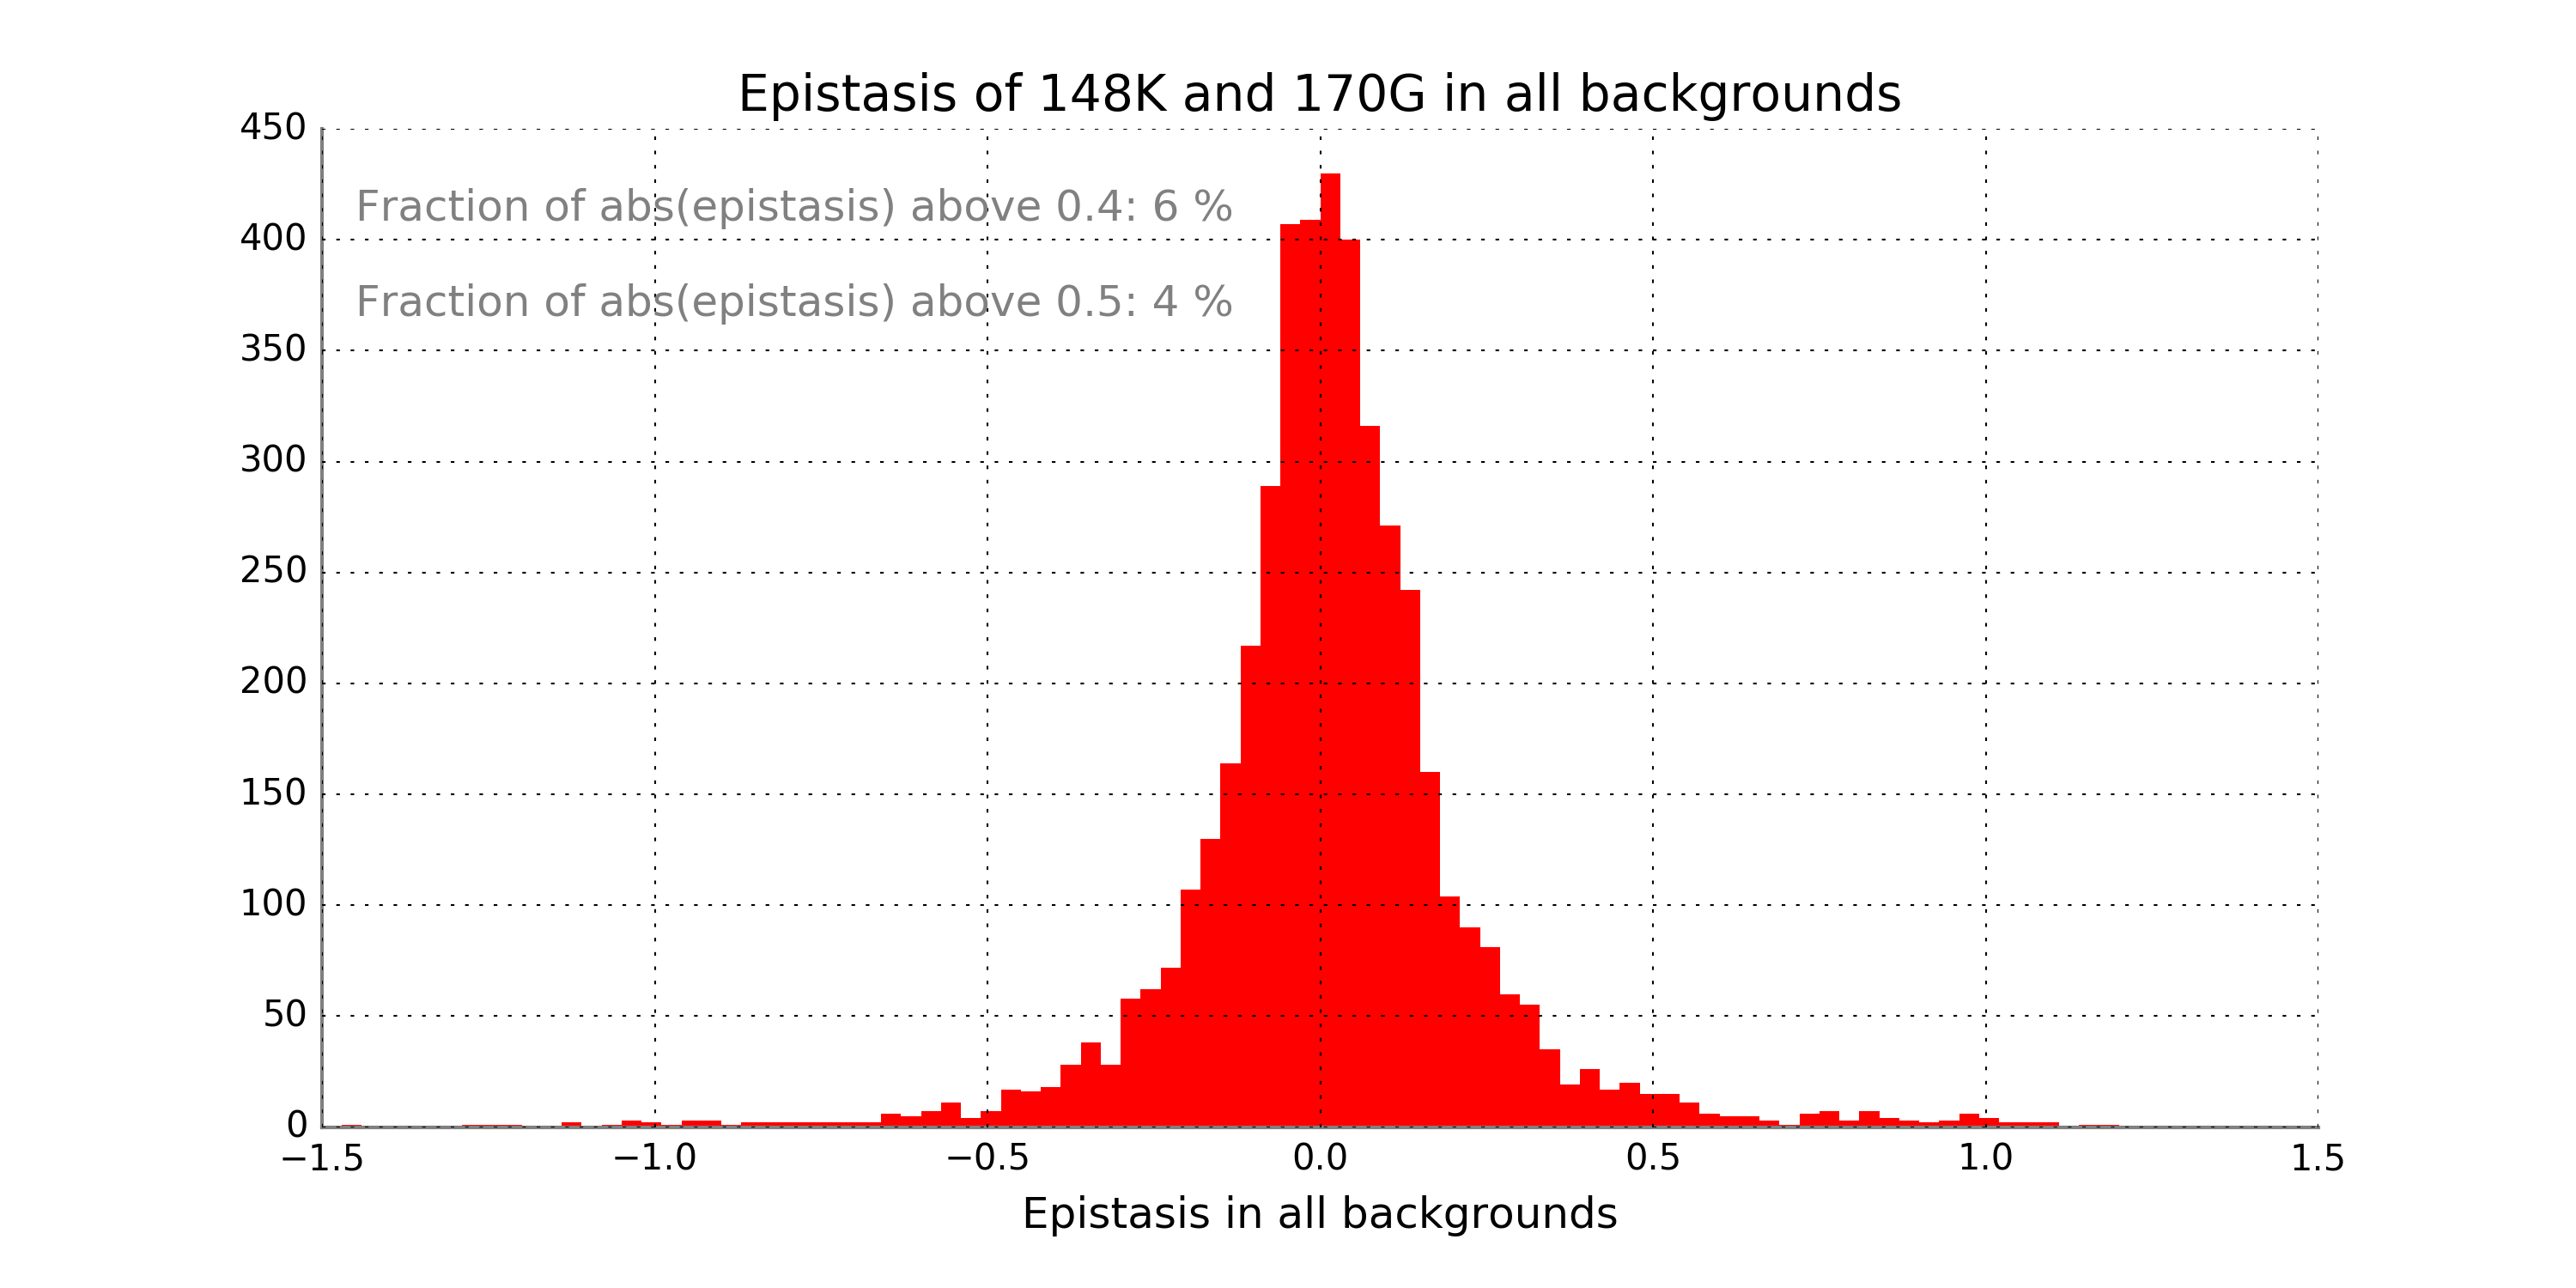 Epistasis of 148K and 170G in all backgrounds
450
Fraction of abs(epistasis) above 0.4: 6 %
400
Fraction of abs(epistasis) above 0.5: 4 %
350
300
250
200
150
100
50
0
−1.5 −1.0 −0.5 0.0 0.5 1.0 1.5
Epistasis in all backgrounds